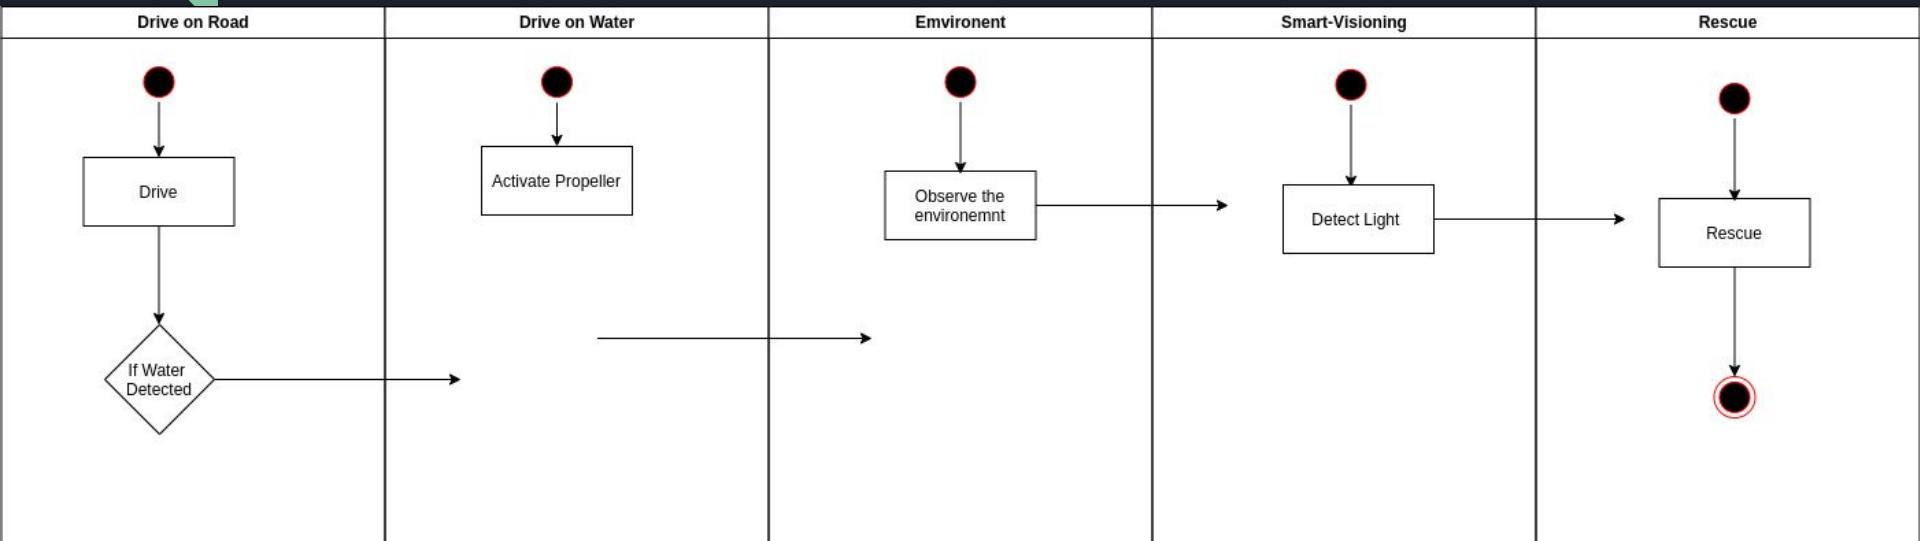 Drive on Road
Drive on Water
Emvironent
Smart-Visioning
Rescue
Drive
If Water
Detected
Activate Propeller
Observe the
environemnt
Detect Light
Rescue